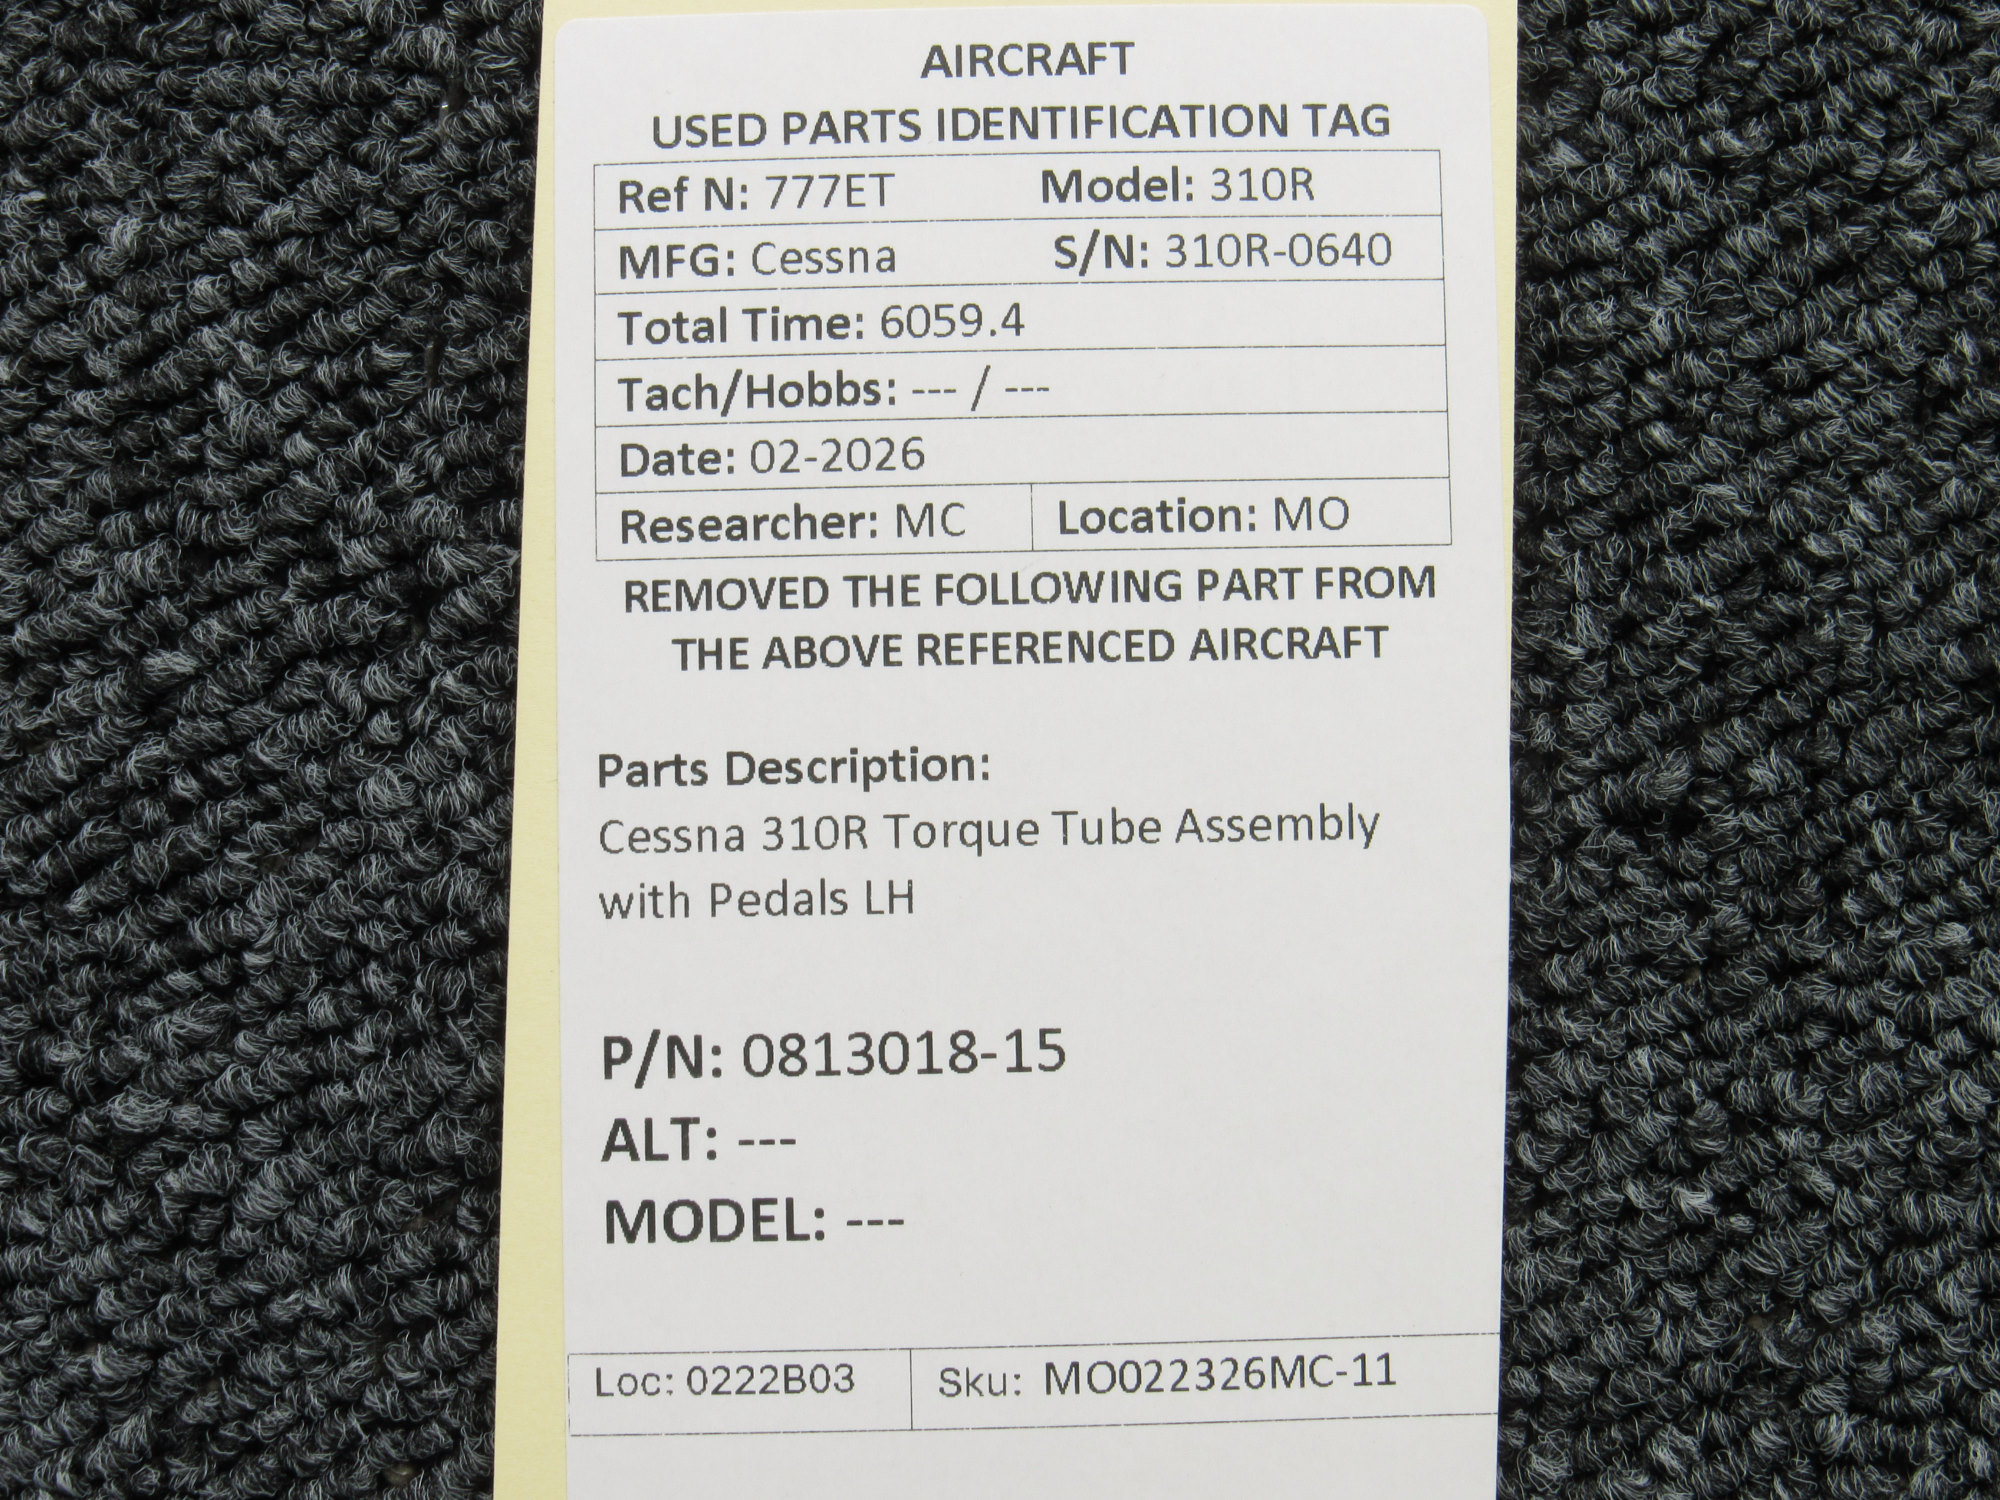 AIRCRAFT
USED PARTS IDENTIFICATION TAG
Ref N: 777ET Model: 310R
MFG: Cessna S/N: 310R-0640
Total Time: 6059.4
Tach/Hobbs: --- / ---
Date: 02-2026
Researcher: MC Location: MO
REMOVED THE FOLLOWING PART FROM
THE ABOVE REFERENCED AIRCRAFT
Parts Description:
Cessna 310R Torque Tube Assembly
with Pedals LH
P/N: 0813018-15
ALT: ---
MODEL: ---
Loc: 0222B03 Sku: MO022326MC-11